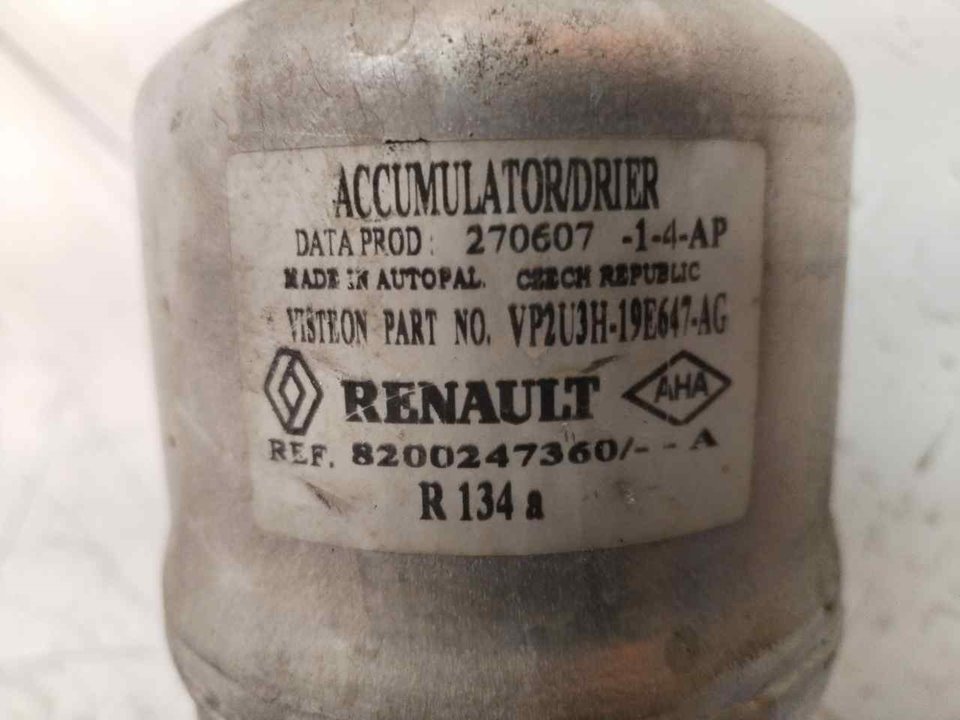 ACCUMULATOR/DRIER
DATA PROD: 270607 -1-4-AP
MADE IN AUTOPAL. CZECH REPUBLIC
VISTEON PART NO. VP2U3H-19E647-AG
RENAULT AHA
REF. 8200247360/- - A
R 134 a